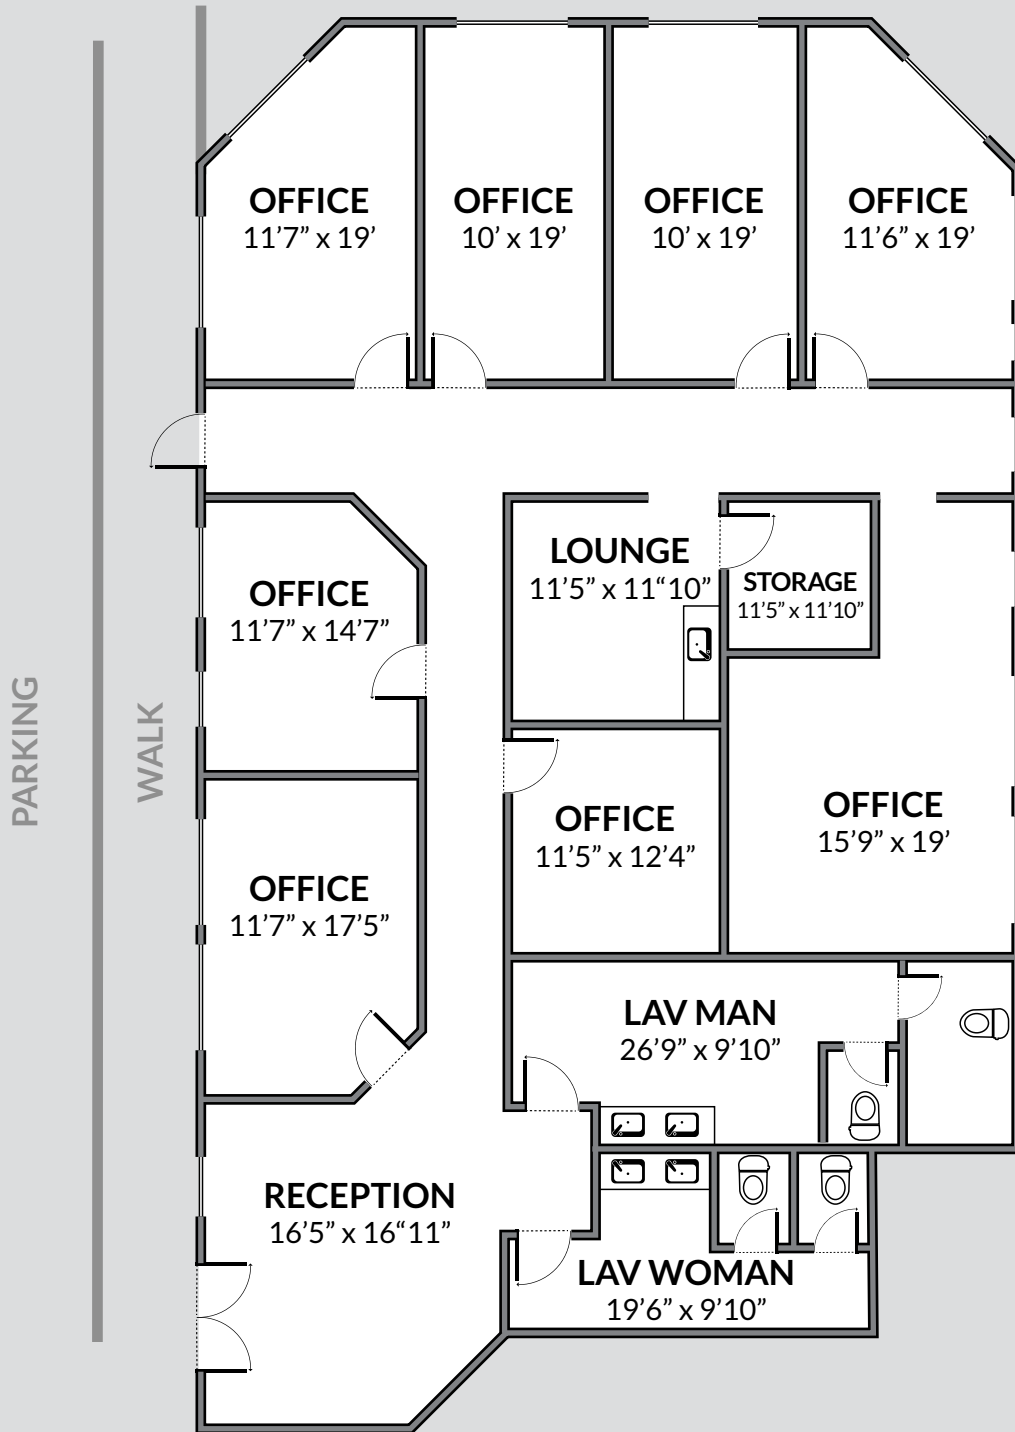 OFFICE
11’7” x 19’
OFFICE
10’ x 19’
OFFICE
10’ x 19’
OFFICE
11’6” x 19’
LOUNGE
11’5” x 11“10”
STORAGE
11’5” x 11’10”
OFFICE
11’7” x 14’7”
PARKING
WALK
OFFICE
11’5” x 12’4”
OFFICE
15’9” x 19’
OFFICE
11’7” x 17’5”
LAV MAN
26’9” x 9’10”
RECEPTION
16’5” x 16“11”
LAV WOMAN
19’6” x 9’10”